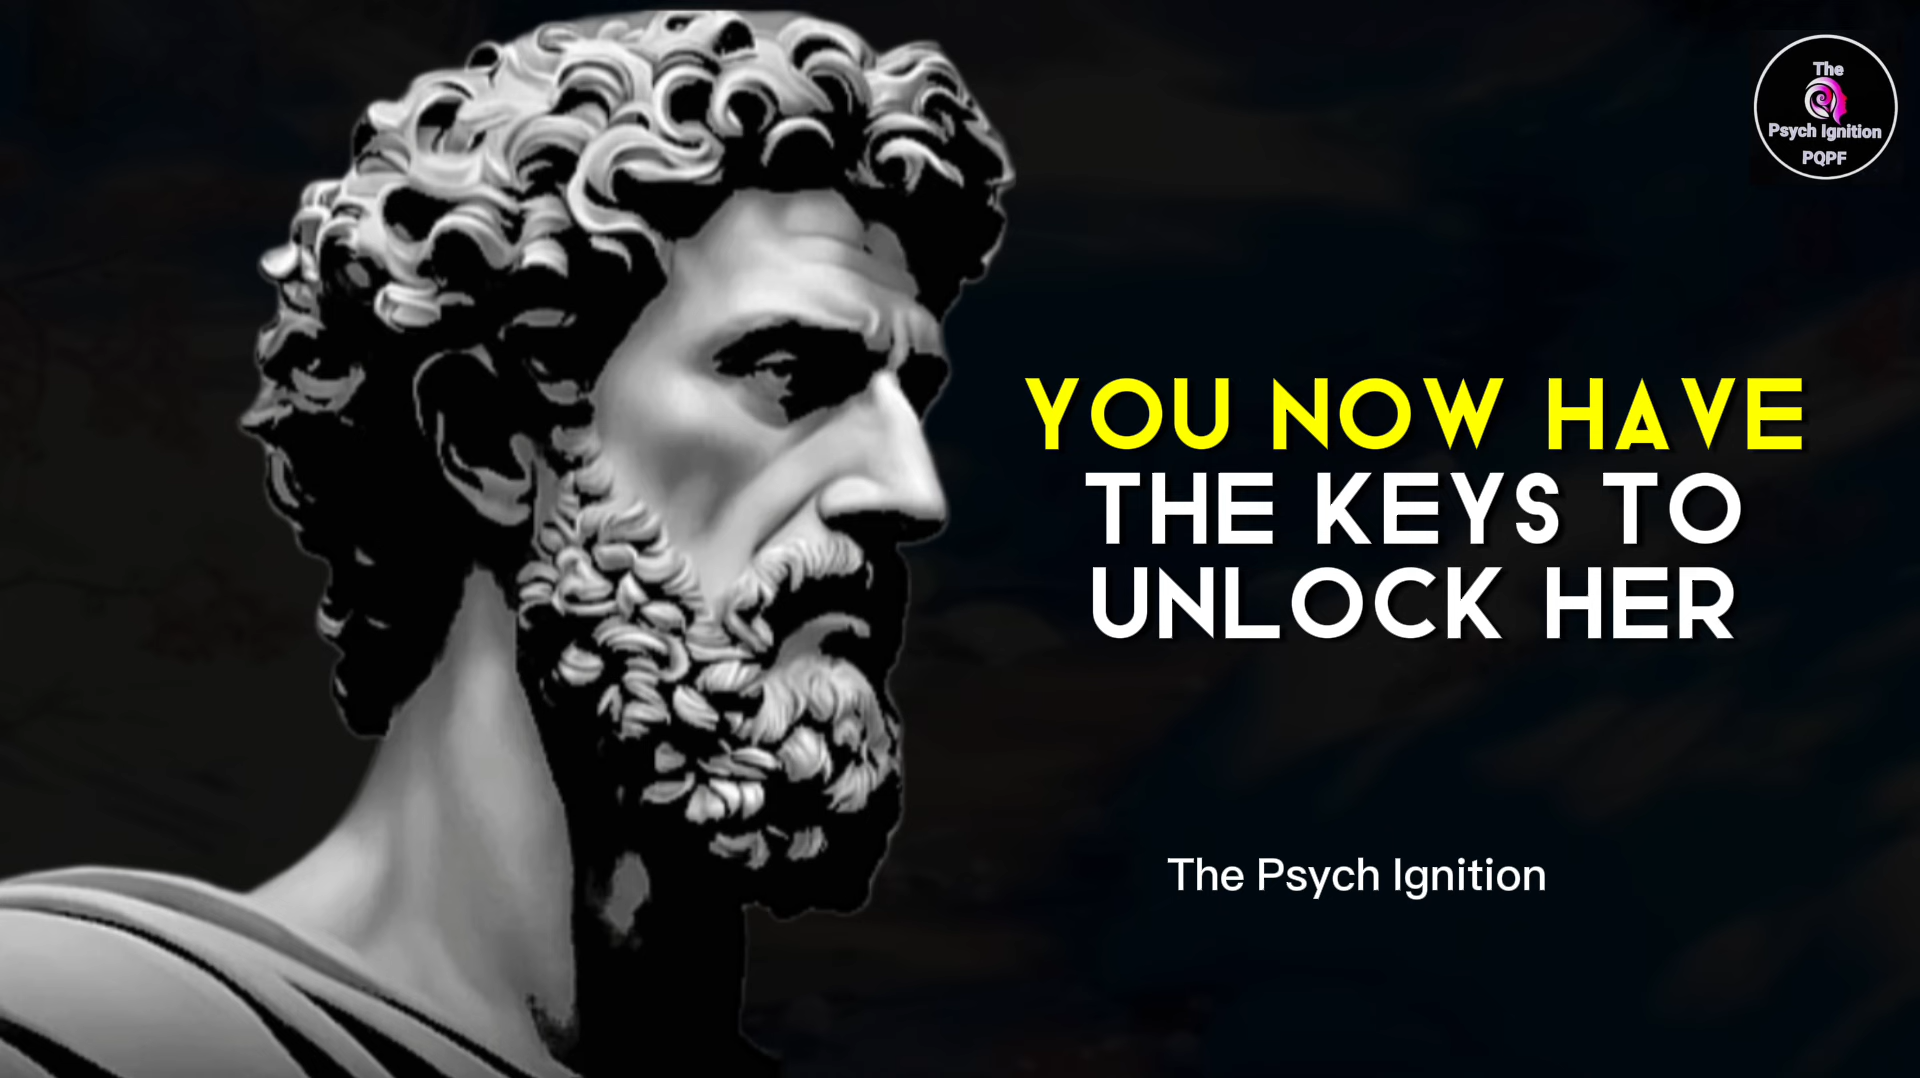 The
Psych Ignition
PQPF
YOU NOW HAVE
THE KEYS TO
UNLOCK HER
The Psych Ignition